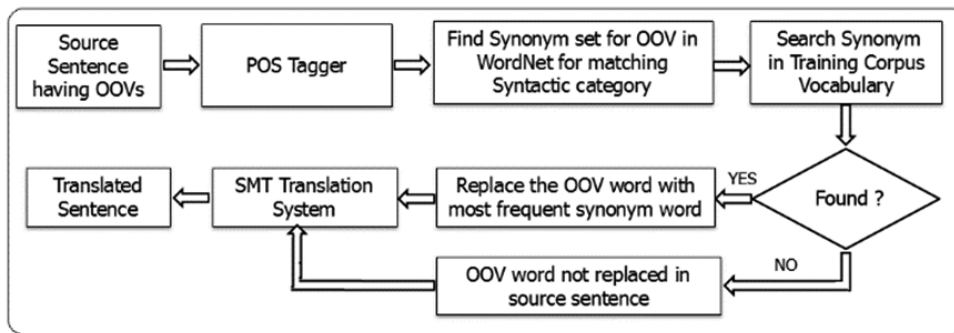 Source
Sentence
having OOVs
POS Tagger
Find Synonym set for OOV in
WordNet for matching
Syntactic category
Search Synonym
in Training Corpus
Vocabulary
Found ?
YES
Replace the OOV word with
most frequent synonym word
SMT Translation
System
Translated
Sentence
NO
OOV word not replaced in
source sentence